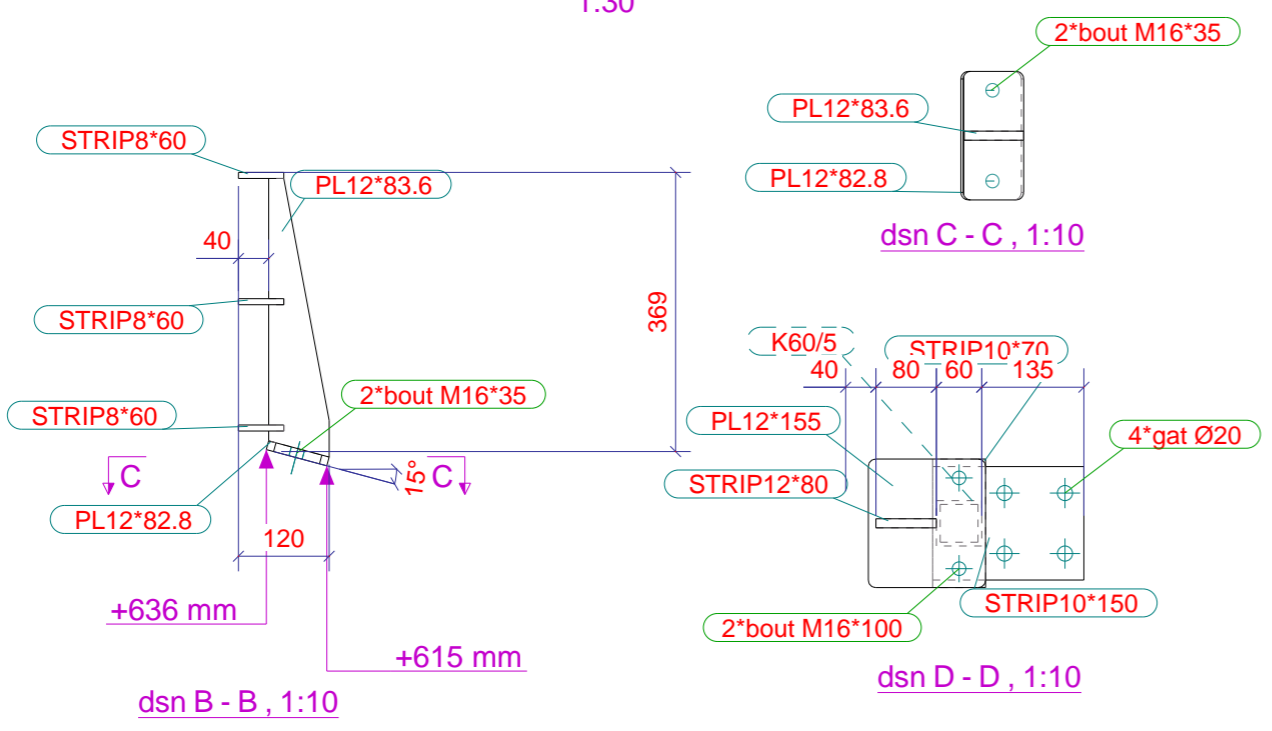 1:30
2*bout M16*35
PL12*83.6
PL12*82.8
dsn C - C , 1:10
STRIP8*60
PL12*83.6
40
STRIP8*60
369
2*bout M16*35
STRIP8*60
C
15°
C
PL12*82.8
120
+636 mm
+615 mm
dsn B - B , 1:10
K60/5
STRIP10*70
40
80
60
135
PL12*155
4*gat Ø20
STRIP12*80
STRIP10*150
2*bout M16*100
dsn D - D , 1:10